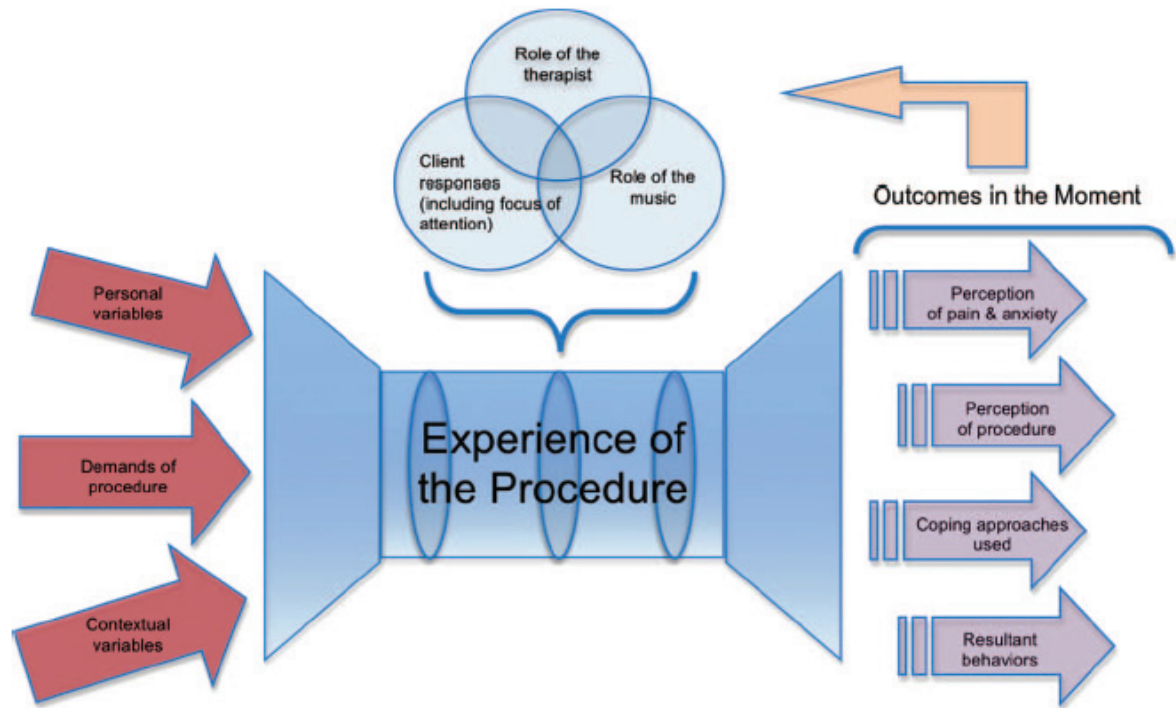 Role of the
therapist
Client
responses
(including focus of
attention)
Role of the
music
Outcomes in the Moment
Personal
variables
Demands of
procedure
Contextual
variables
Experience of
the Procedure
Perception
of pain & anxiety
Perception
of procedure
Coping approaches
used
Resultant
behaviors